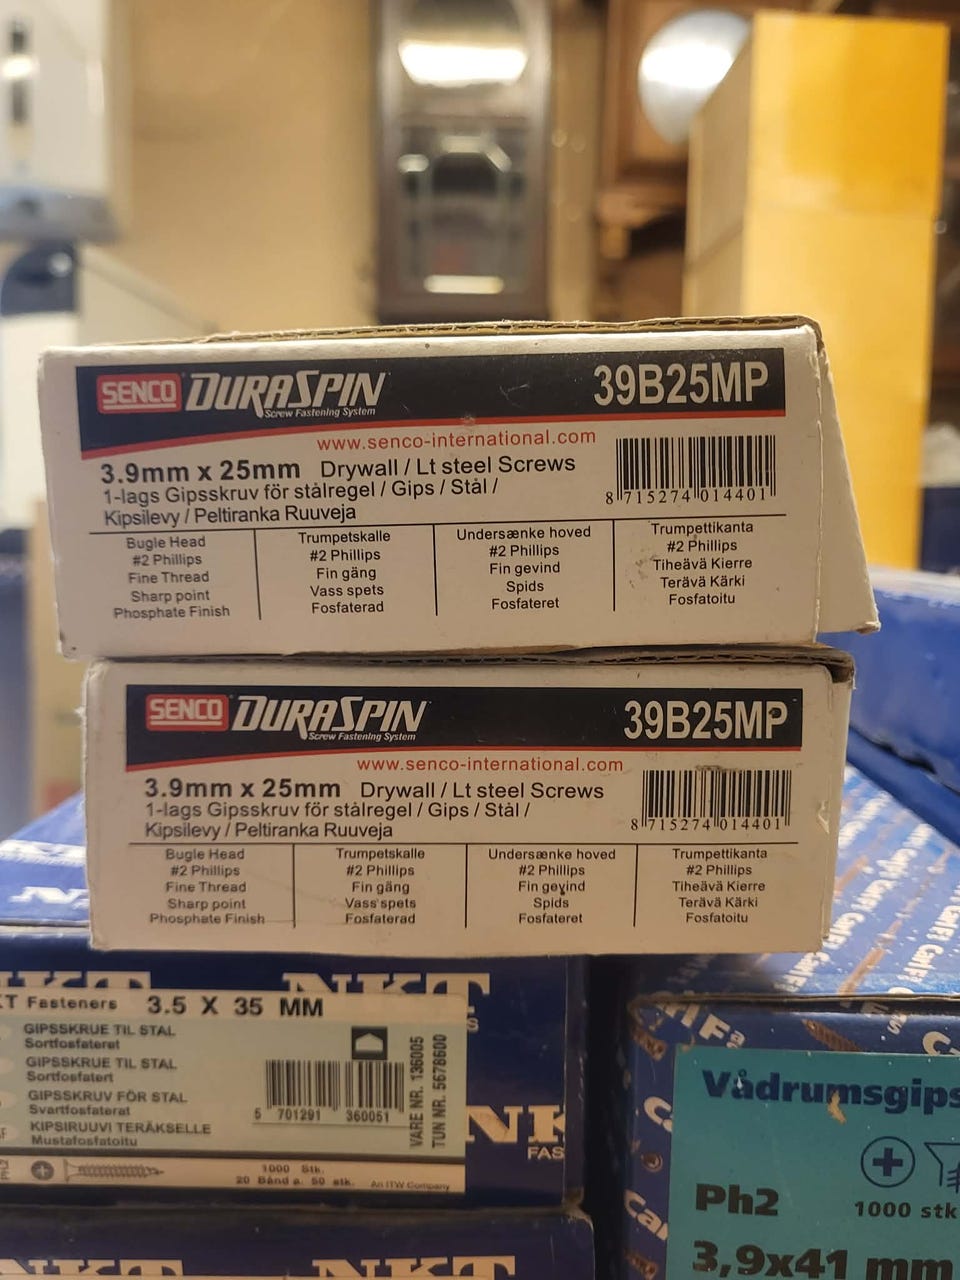 SENCO DURASPIN 39B25MP
Screw Fastening System
www.senco-international.com
3.9mm x 25mm Drywall / Lt steel Screws
1-lags Gipsskruv för stålregel / Gips / Stål /
Kipsilevy / Peltiranka Ruuveja
8 715274 014401
Bugle Head
#2 Phillips
Fine Thread
Sharp point
Phosphate Finish
Trumpetskalle
#2 Phillips
Fin gäng
Vass spets
Fosfaterad
Undersænke hoved
#2 Phillips
Fin gevind
Spids
Fosfateret
Trumpettikanta
#2 Phillips
Tiheävä Kierre
Terävä Kärki
Fosfatoitu
SENCO DURASPIN 39B25MP
Screw Fastening System
www.senco-international.com
3.9mm x 25mm Drywall / Lt steel Screws
1-lags Gipsskruv för stålregel / Gips / Stål /
Kipsilevy / Peltiranka Ruuveja
8 715274 014401
Bugle Head
#2 Phillips
Fine Thread
Sharp point
Phosphate Finish
Trumpetskalle
#2 Phillips
Fin gäng
Vass spets
Fosfaterad
Undersænke hoved
#2 Phillips
Fin gevind
Spids
Fosfateret
Trumpettikanta
#2 Phillips
Tiheävä Kierre
Terävä Kärki
Fosfatoitu
NKT
KT Fasteners 3.5 X 35 MM
GIPSSKRUE TIL STAL
Sortfosfateret
GIPSSKRUE TIL STAL
Sortfosfatert
GIPSSKRUV FÖR STAL
Svartfosfaterat
KIPSIRUUVI TERÄKSELLE
Mustafosfatoitu
5 701291 360051
VARE NR. 136005
TUN NR. 5678600
1000 Stk.
20 Bånd a. 50 stk.
An ITW Company
NK
FAS
NKT
Vådrumsgips
Ph2
1000 stk
3,9x41 mm